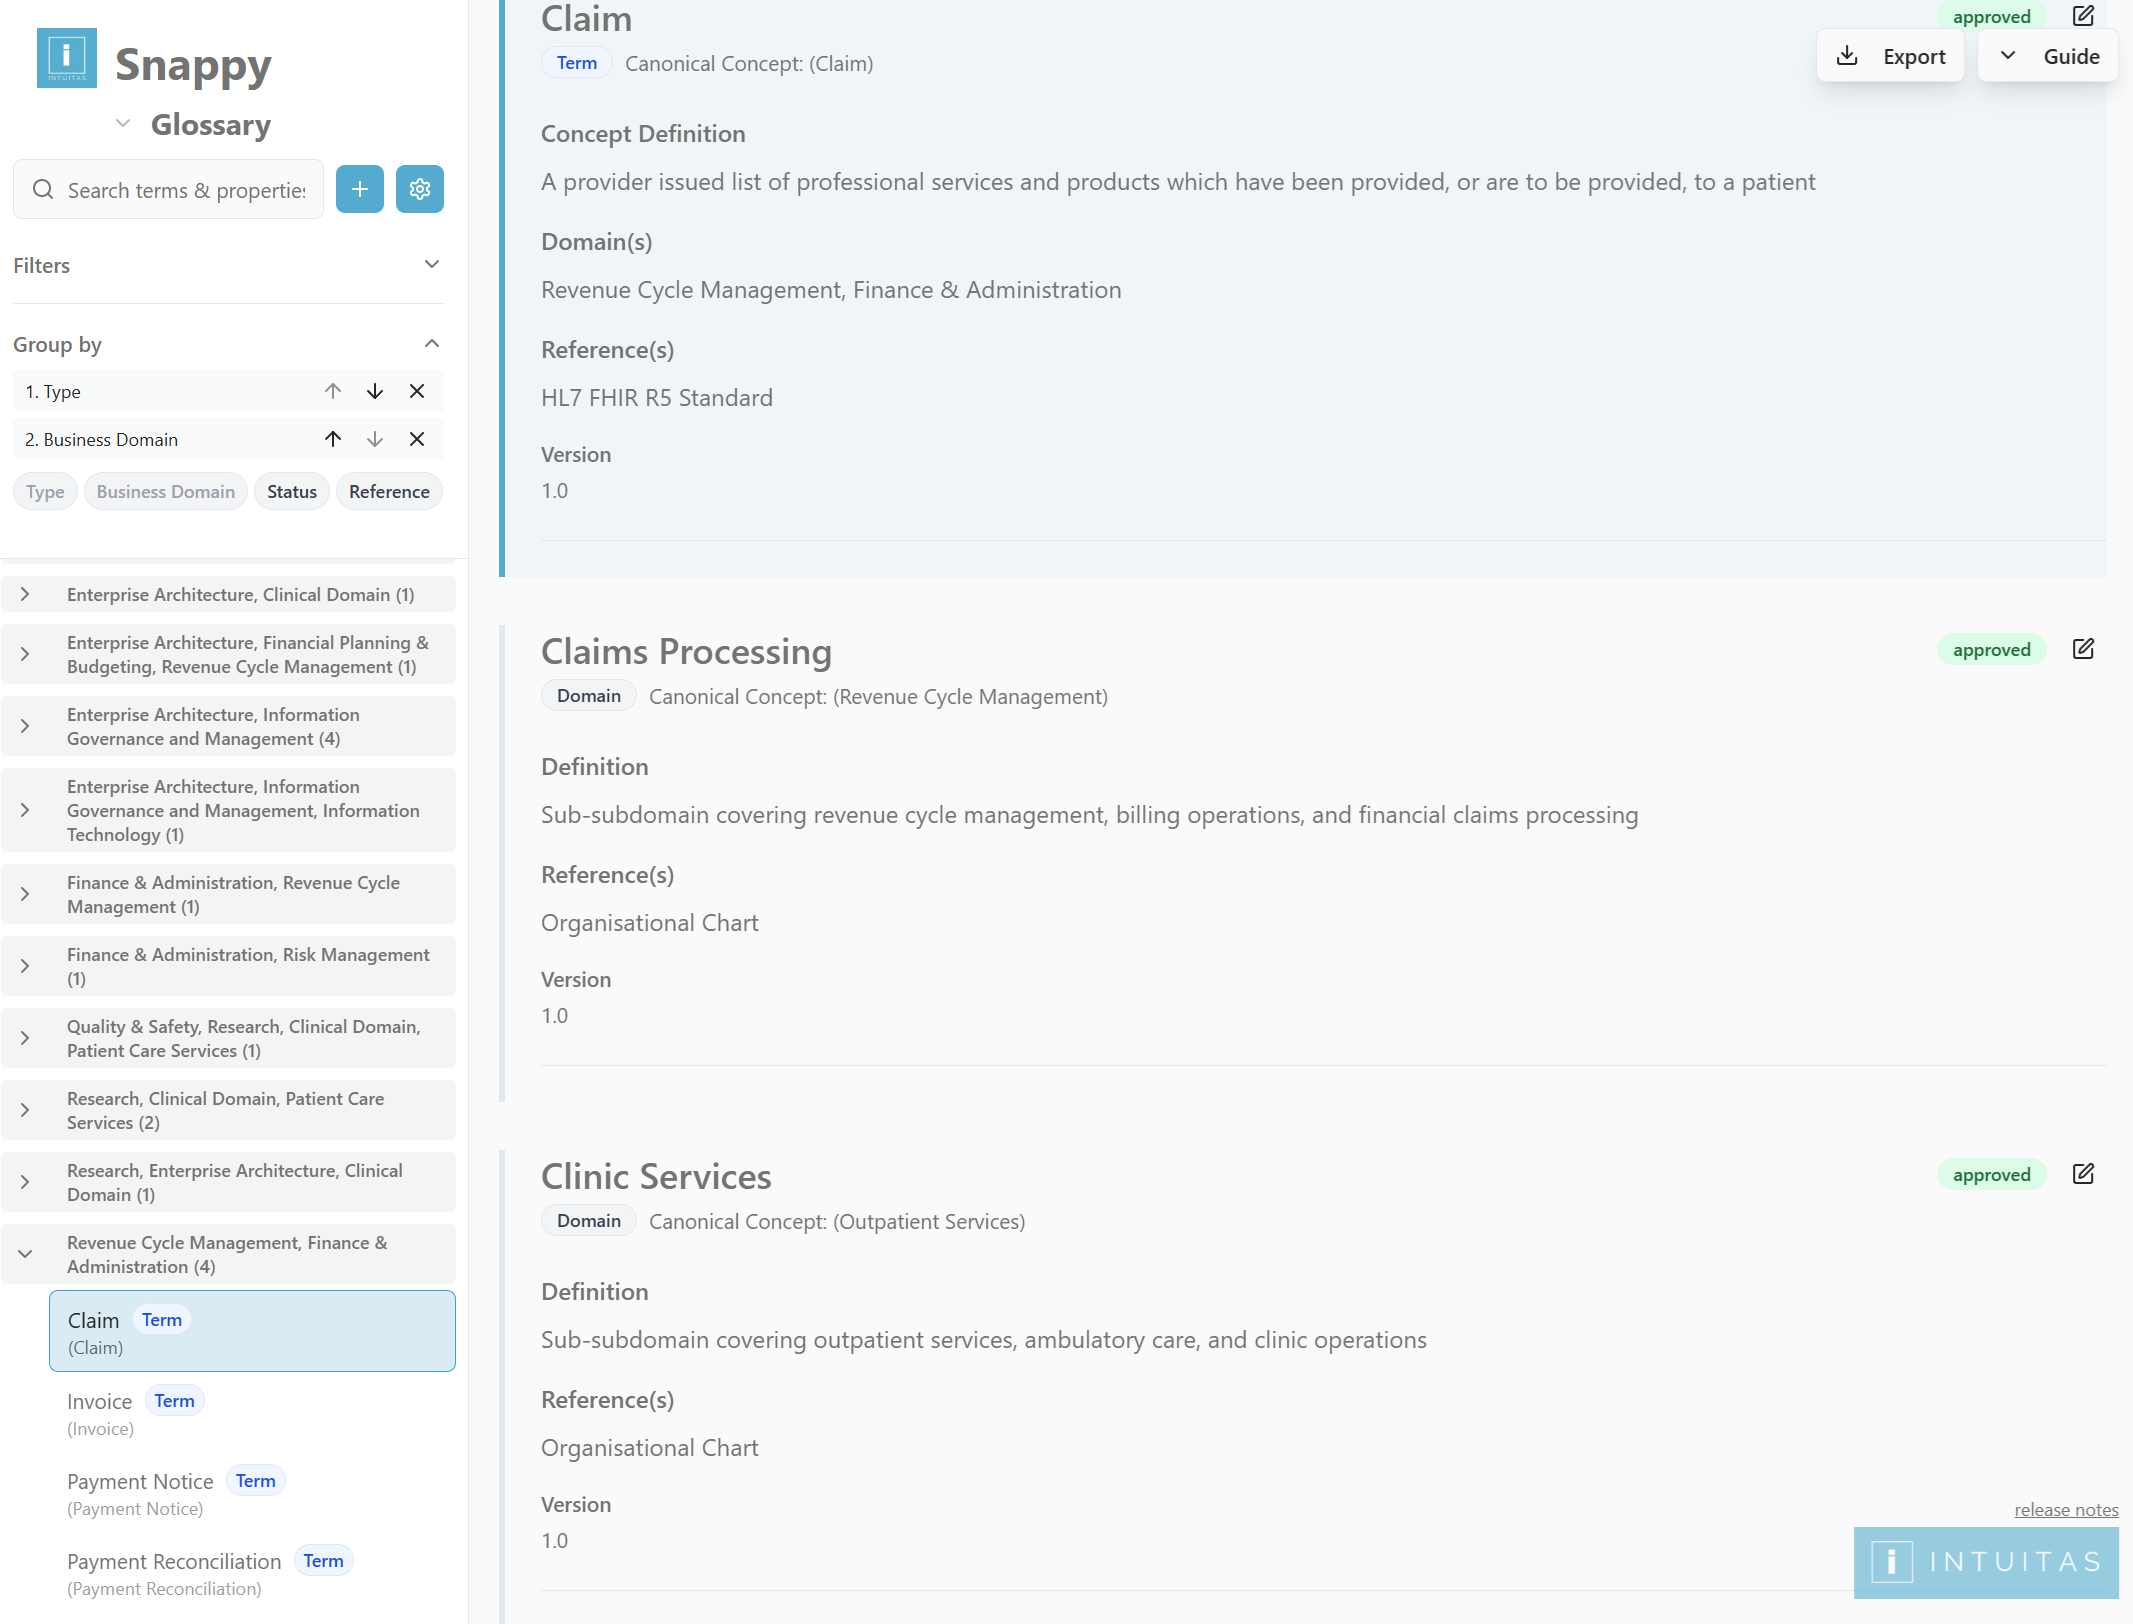 i
INTUITAS
Snappy
Glossary
Search terms & properties
Filters
Group by
1. Type
2. Business Domain
Type
Business Domain
Status
Reference
Enterprise Architecture, Clinical Domain (1)
Enterprise Architecture, Financial Planning &
Budgeting, Revenue Cycle Management (1)
Enterprise Architecture, Information
Governance and Management (4)
Enterprise Architecture, Information
Governance and Management, Information
Technology (1)
Finance & Administration, Revenue Cycle
Management (1)
Finance & Administration, Risk Management
(1)
Quality & Safety, Research, Clinical Domain,
Patient Care Services (1)
Research, Clinical Domain, Patient Care
Services (2)
Research, Enterprise Architecture, Clinical
Domain (1)
Revenue Cycle Management, Finance &
Administration (4)
Claim Term
(Claim)
Invoice Term
(Invoice)
Payment Notice Term
(Payment Notice)
Payment Reconciliation Term
(Payment Reconciliation)
Claim
approved
Term Canonical Concept: (Claim)
Export
Guide
Concept Definition
A provider issued list of professional services and products which have been provided, or are to be provided, to a patient
Domain(s)
Revenue Cycle Management, Finance & Administration
Reference(s)
HL7 FHIR R5 Standard
Version
1.0
Claims Processing
approved
Domain Canonical Concept: (Revenue Cycle Management)
Definition
Sub-subdomain covering revenue cycle management, billing operations, and financial claims processing
Reference(s)
Organisational Chart
Version
1.0
Clinic Services
approved
Domain Canonical Concept: (Outpatient Services)
Definition
Sub-subdomain covering outpatient services, ambulatory care, and clinic operations
Reference(s)
Organisational Chart
Version
1.0
release notes
i INTUITAS